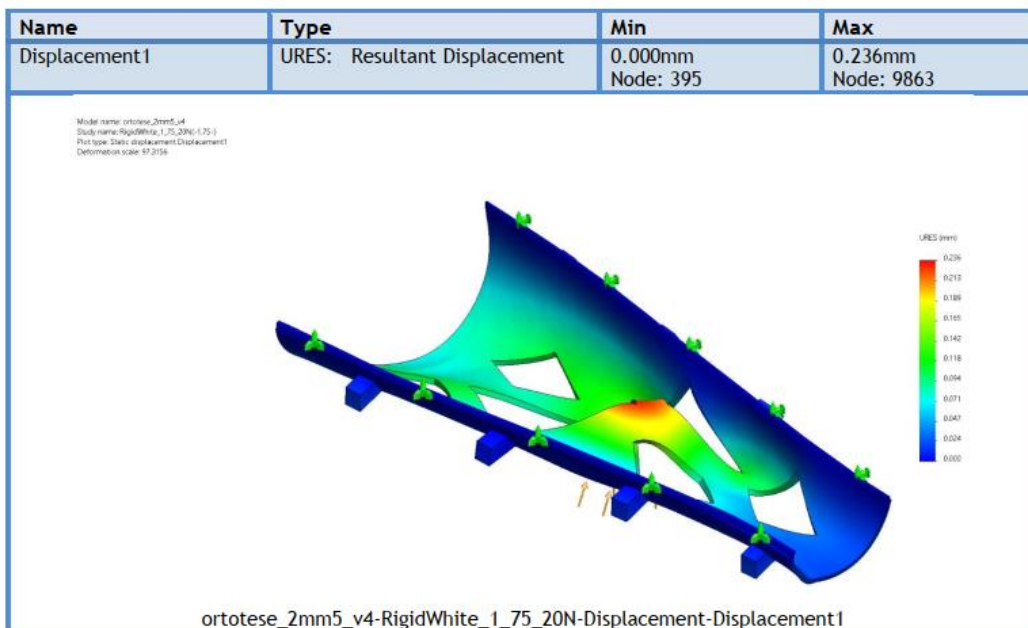 Name Type Min Max
Displacement1 URES: Resultant Displacement 0.000mm 0.236mm
Node: 395 Node: 9863
Model name: ortotese_2mm5_v4
Study name: RigidWhite_1_75_20N(-1.75-)
Plot type: Static displacement Displacement1
Deformation scale: 97.3156
URES (mm)
0.236
0.213
0.189
0.165
0.142
0.118
0.094
0.071
0.047
0.024
0.000
ortotese_2mm5_v4-RigidWhite_1_75_20N-Displacement-Displacement1